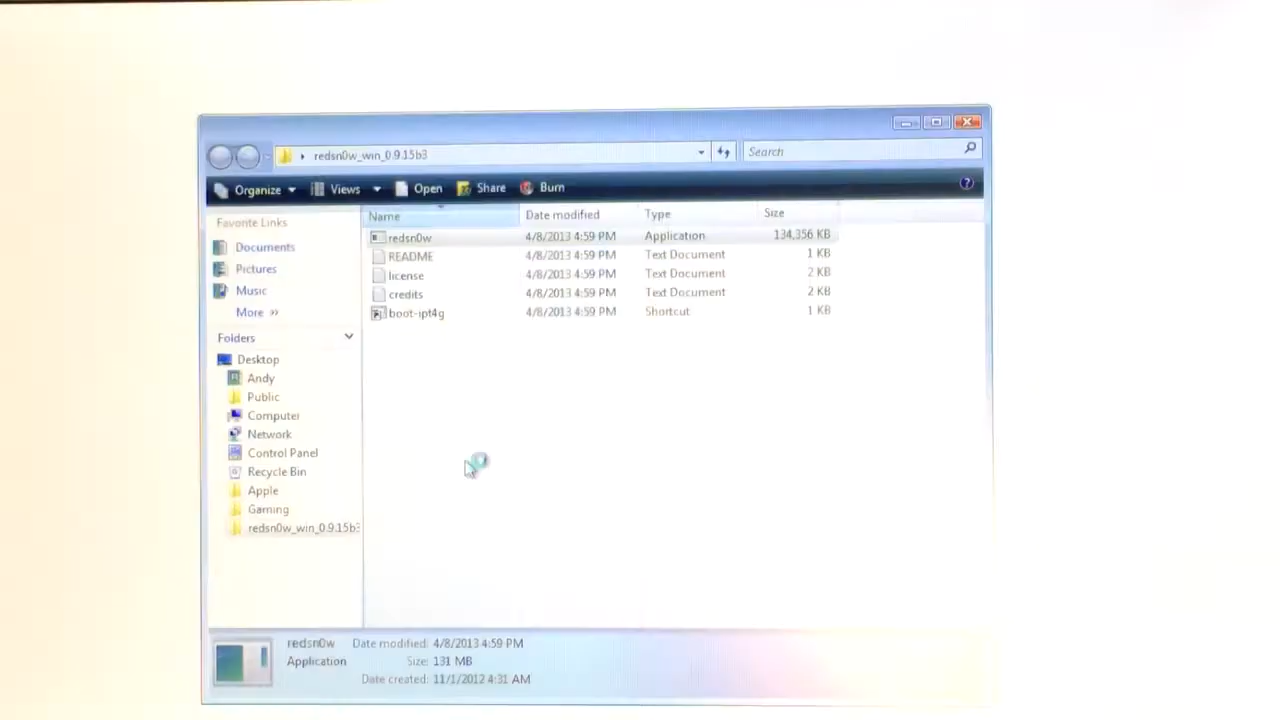 redsn0w_win_0.9.15b3
Search
Organize Views Open Share Burn
Favorite Links
Documents
Pictures
Music
More »
Folders
Desktop
Andy
Public
Computer
Network
Control Panel
Recycle Bin
Apple
Gaming
redsn0w_win_0.9.15b3
Name Date modified Type Size
redsn0w 4/8/2013 4:59 PM Application 134,356 KB
README 4/8/2013 4:59 PM Text Document 1 KB
license 4/8/2013 4:59 PM Text Document 2 KB
credits 4/8/2013 4:59 PM Text Document 2 KB
boot-ipt4g 4/8/2013 4:59 PM Shortcut 1 KB
redsn0w Date modified: 4/8/2013 4:59 PM
Application Size: 131 MB
Date created: 11/1/2012 4:31 AM